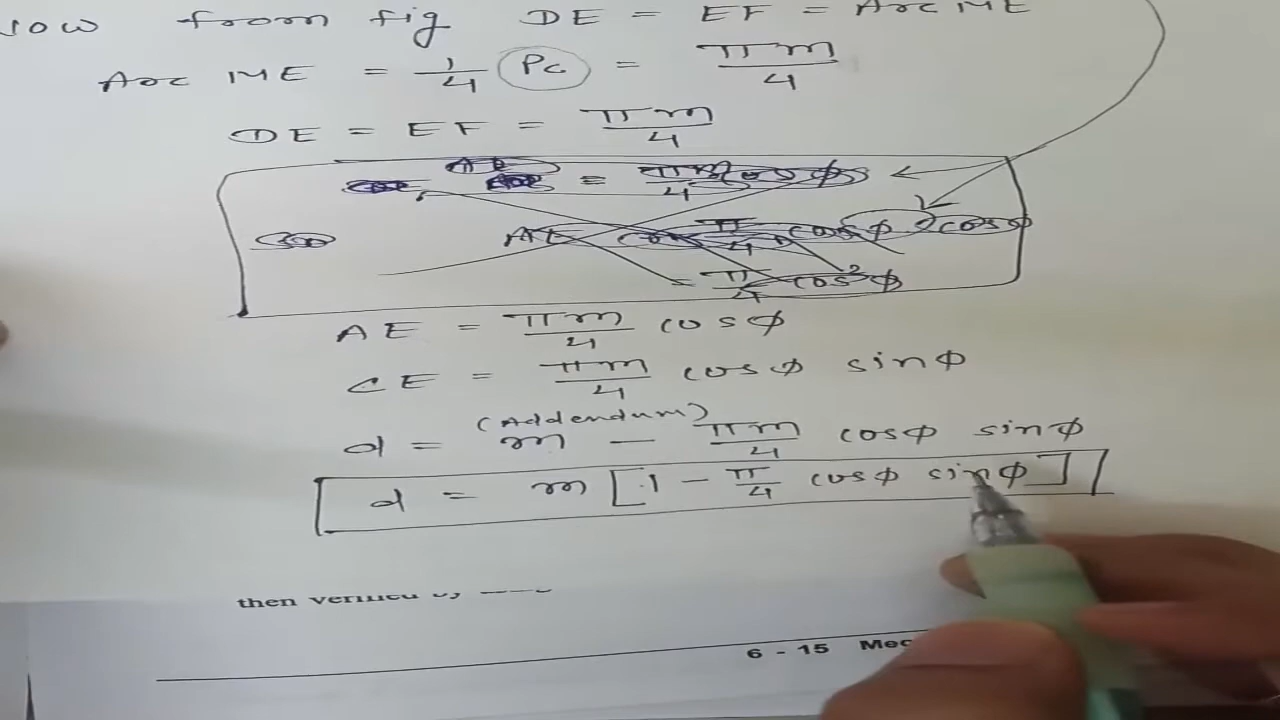 now from fig DE = EF = Arc ME
Arc ME = 1/4 Pc = πm/4
DE = EF = πm/4
AE = πm/4 cosϕ
CE = πm/4 cosϕ sinϕ
(Addendum)
d = m - πm/4 cosϕ sinϕ
d = m [1 - π/4 cosϕ sinϕ]
then
6 - 15